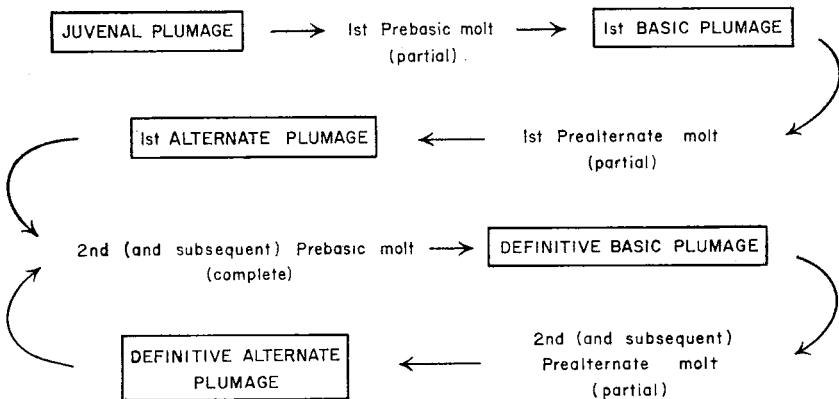 JUVENAL PLUMAGE
1st Prebasic molt
(partial)
1st BASIC PLUMAGE
1st ALTERNATE PLUMAGE
1st Prealternate molt
(partial)
2nd (and subsequent) Prebasic molt
(complete)
DEFINITIVE BASIC PLUMAGE
DEFINITIVE ALTERNATE
PLUMAGE
2nd (and subsequent)
Prealternate molt
(partial)